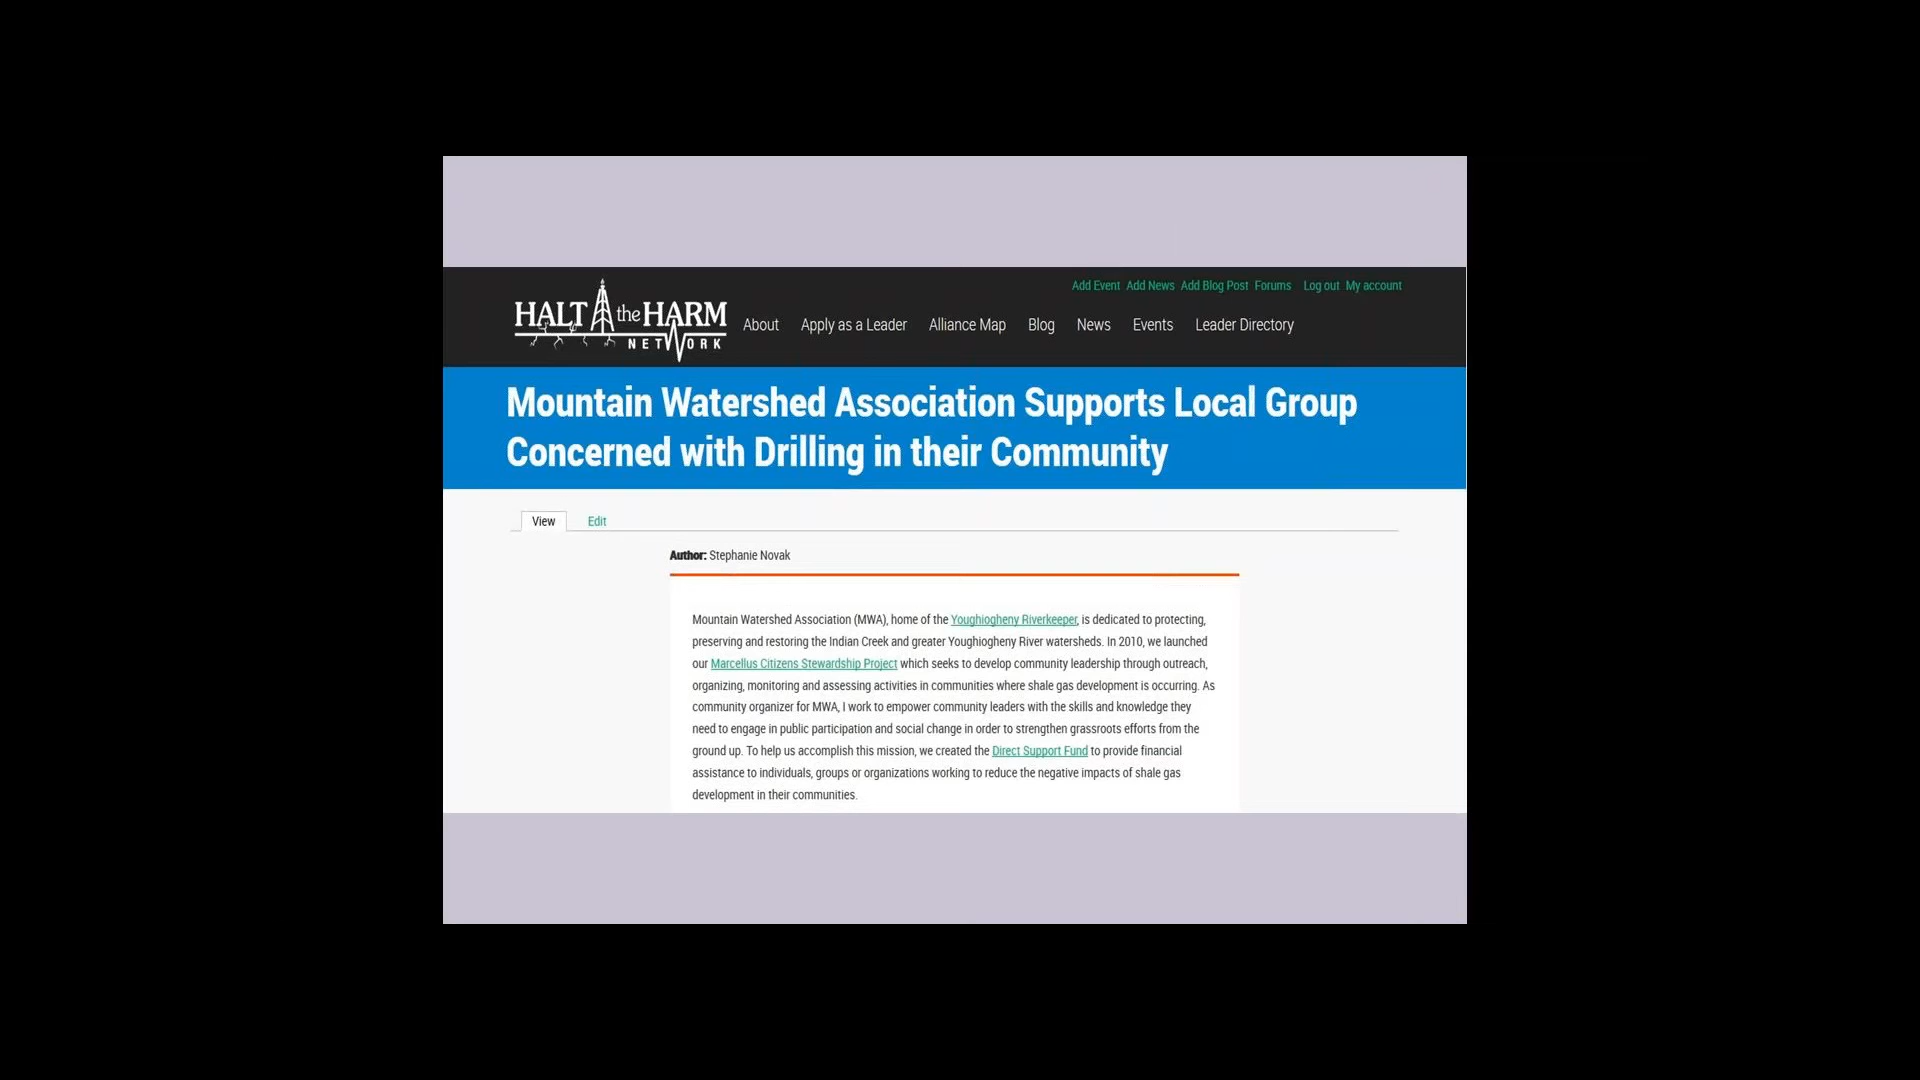 Add Event Add News Add Blog Post Forums Log out My account
HALT the HARM
NETWORK
About Apply as a Leader Alliance Map Blog News Events Leader Directory
Mountain Watershed Association Supports Local Group
Concerned with Drilling in their Community
View Edit
Author: Stephanie Novak
Mountain Watershed Association (MWA), home of the Youghiogheny Riverkeeper, is dedicated to protecting,
preserving and restoring the Indian Creek and greater Youghiogheny River watersheds. In 2010, we launched
our Marcellus Citizens Stewardship Project which seeks to develop community leadership through outreach,
organizing, monitoring and assessing activities in communities where shale gas development is occurring. As
community organizer for MWA, I work to empower community leaders with the skills and knowledge they
need to engage in public participation and social change in order to strengthen grassroots efforts from the
ground up. To help us accomplish this mission, we created the Direct Support Fund to provide financial
assistance to individuals, groups or organizations working to reduce the negative impacts of shale gas
development in their communities.